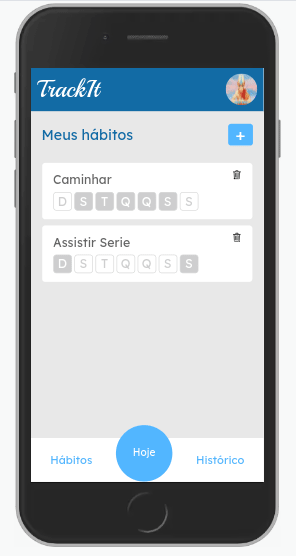 TrackIt
Meus hábitos
+
Caminhar
D S T Q Q S S
Assistir Serie
D S T Q Q S S
Hábitos
Hoje
Histórico